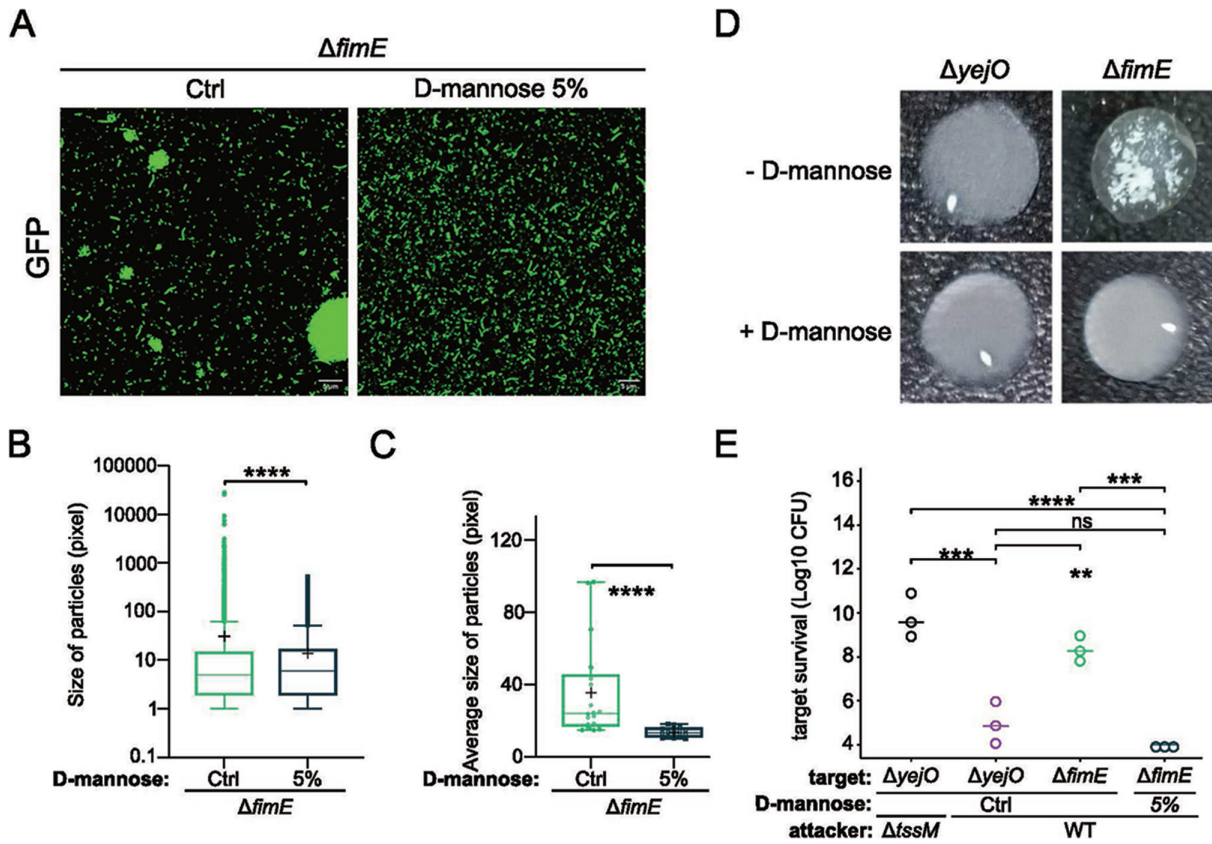 A
ΔfimE
Ctrl D-mannose 5%
GFP
5μm
D
ΔyejO ΔfimE
- D-mannose
+ D-mannose
B
Size of particles (pixel)
100000
10000
1000
100
10
1
0.1
****
D-mannose: Ctrl 5%
ΔfimE
C
Average size of particles (pixel)
120
80
40
0
****
D-mannose: Ctrl 5%
ΔfimE
E
target survival (Log10 CFU)
16
14
12
10
8
6
4
***
****
ns
***
**
target: ΔyejO ΔyejO ΔfimE ΔfimE
D-mannose: Ctrl 5%
attacker: ΔtssM WT